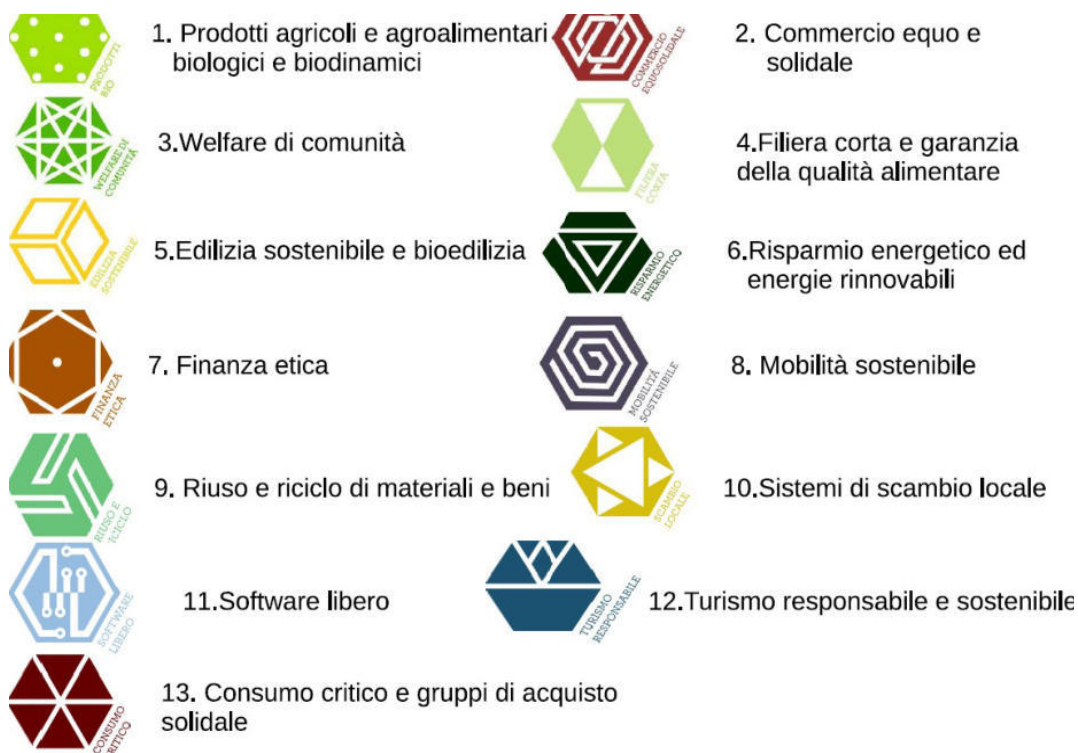 1. Prodotti agricoli e agroalimentari
biologici e biodinamici
PRODOTTI
BIO
2. Commercio equo e
solidale
COMMERCIO
EQUOSOLIDALE
3.Welfare di comunità
WELFARE DI
COMUNITÀ
4.Filiera corta e garanzia
della qualità alimentare
FILIERA
CORTA
5.Edilizia sostenibile e bioedilizia
EDILIZIA
SOSTENIBILE
6.Risparmio energetico ed
energie rinnovabili
RISPARMIO
ENERGETICO
7. Finanza etica
FINANZA
ETICA
8. Mobilità sostenibile
MOBILITÁ
SOSTENIBILE
9. Riuso e riciclo di materiali e beni
RIUSO E
ICICLO
10.Sistemi di scambio locale
SCAMBIO
LOCALE
11.Software libero
SOFTWARE
LIBERO
12.Turismo responsabile e sostenibile
TURISMO
RESPONSABILE
13. Consumo critico e gruppi di acquisto
solidale
CONSUMO
RITICO